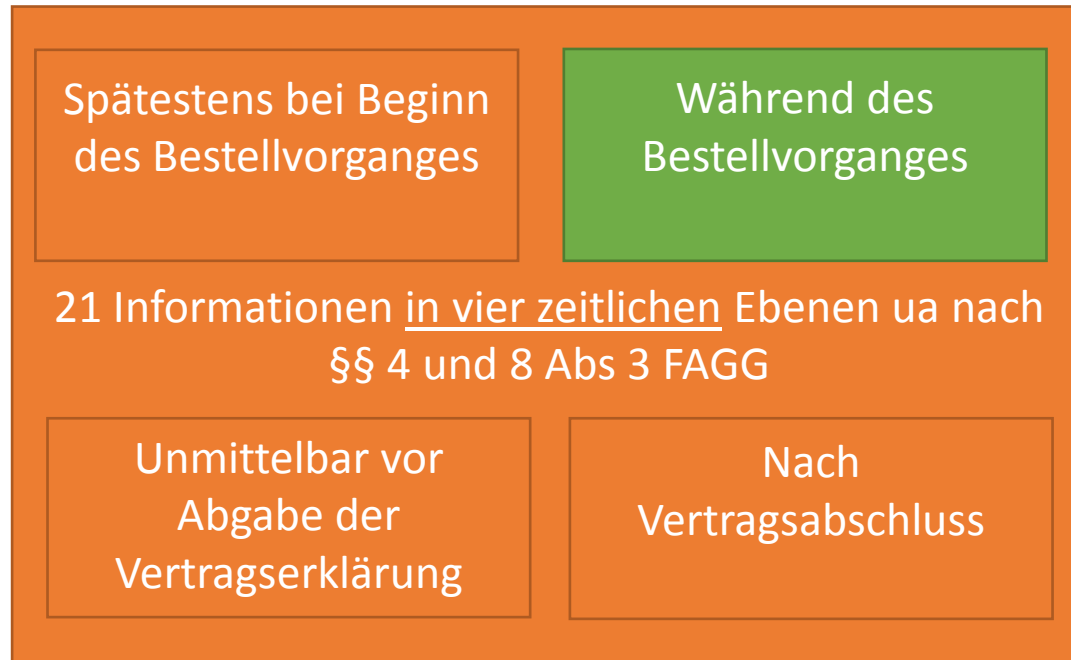 Spätestens bei Beginn
des Bestellvorganges
Während des
Bestellvorganges
21 Informationen in vier zeitlichen Ebenen ua nach
§§ 4 und 8 Abs 3 FAGG
Unmittelbar vor
Abgabe der
Vertragserklärung
Nach
Vertragsabschluss